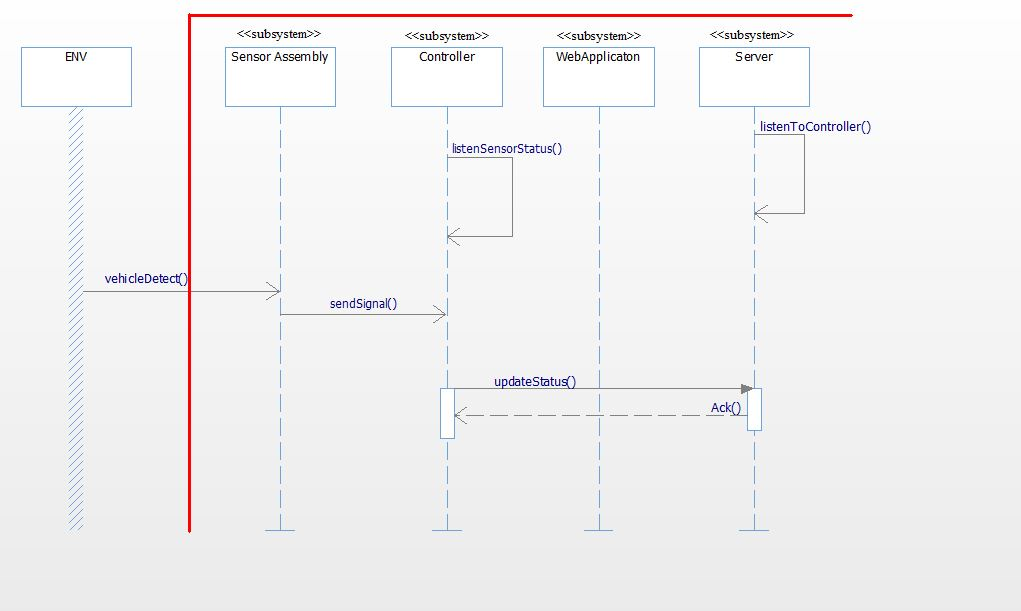 <<subsystem>>
<<subsystem>>
<<subsystem>>
<<subsystem>>
ENV
Sensor Assembly
Controller
WebApplicaton
Server
listenToController()
listenSensorStatus()
vehicleDetect()
sendSignal()
updateStatus()
Ack()